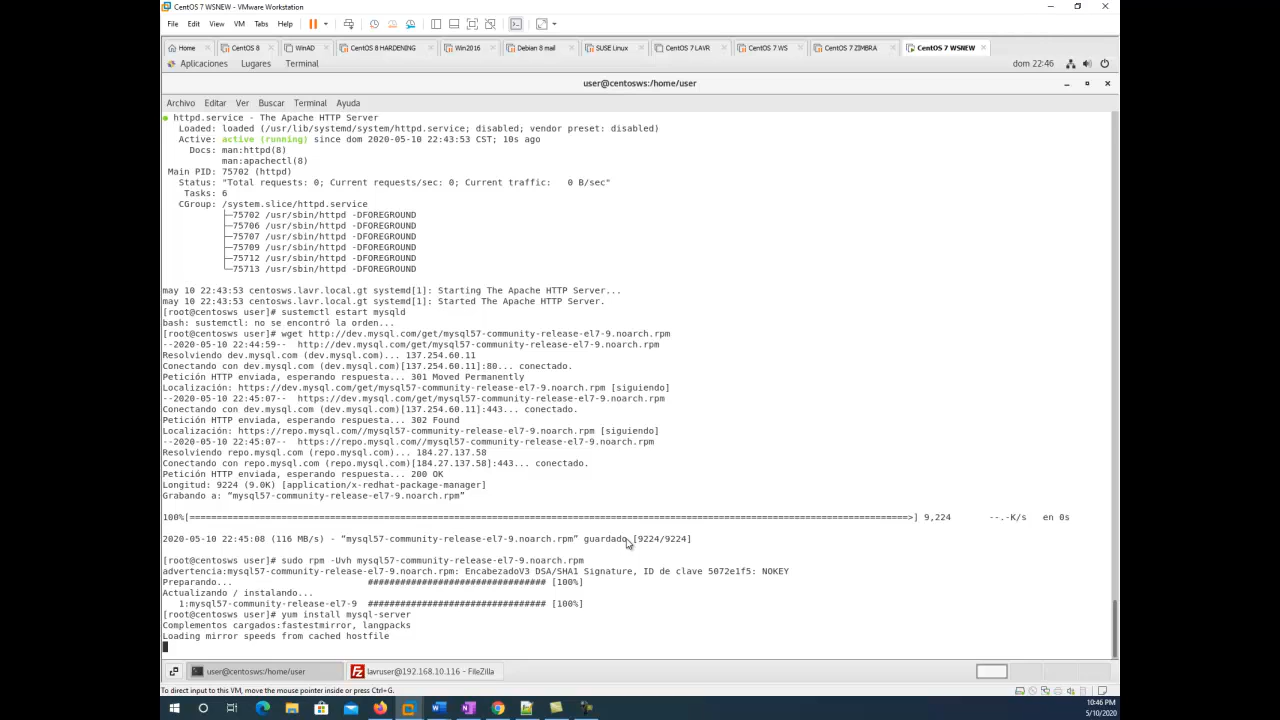 CentOS 7 WSNEW - VMware Workstation
File Edit View VM Tabs Help
Home CentOS 8 WinAD CentOS 8 HARDENING Win2016 Debian 8 mail SUSE Linux CentOS 7 LAVR CentOS 7 WS CentOS 7 ZIMBRA CentOS 7 WSNEW
Aplicaciones Lugares Terminal dom 22:46
user@centosws:/home/user
Archivo Editar Ver Buscar Terminal Ayuda
● httpd.service - The Apache HTTP Server
Loaded: loaded (/usr/lib/systemd/system/httpd.service; disabled; vendor preset: disabled)
Active: active (running) since dom 2020-05-10 22:43:53 CST; 10s ago
Docs: man:httpd(8)
man:apachectl(8)
Main PID: 75702 (httpd)
Status: "Total requests: 0; Current requests/sec: 0; Current traffic:   0 B/sec"
Tasks: 6
CGroup: /system.slice/httpd.service
├─75702 /usr/sbin/httpd -DFOREGROUND
├─75706 /usr/sbin/httpd -DFOREGROUND
├─75707 /usr/sbin/httpd -DFOREGROUND
├─75709 /usr/sbin/httpd -DFOREGROUND
├─75712 /usr/sbin/httpd -DFOREGROUND
└─75713 /usr/sbin/httpd -DFOREGROUND
may 10 22:43:53 centosws.lavr.local.gt systemd[1]: Starting The Apache HTTP Server...
may 10 22:43:53 centosws.lavr.local.gt systemd[1]: Started The Apache HTTP Server.
[root@centosws user]# sustemctl estart mysqld
bash: sustemctl: no se encontró la orden...
[root@centosws user]# wget http://dev.mysql.com/get/mysql57-community-release-el7-9.noarch.rpm
--2020-05-10 22:44:59--  http://dev.mysql.com/get/mysql57-community-release-el7-9.noarch.rpm
Resolviendo dev.mysql.com (dev.mysql.com)... 137.254.60.11
Conectando con dev.mysql.com (dev.mysql.com)[137.254.60.11]:80... conectado.
Petición HTTP enviada, esperando respuesta... 301 Moved Permanently
Localización: https://dev.mysql.com/get/mysql57-community-release-el7-9.noarch.rpm [siguiendo]
--2020-05-10 22:45:07--  https://dev.mysql.com/get/mysql57-community-release-el7-9.noarch.rpm
Conectando con dev.mysql.com (dev.mysql.com)[137.254.60.11]:443... conectado.
Petición HTTP enviada, esperando respuesta... 302 Found
Localización: https://repo.mysql.com//mysql57-community-release-el7-9.noarch.rpm [siguiendo]
--2020-05-10 22:45:07--  https://repo.mysql.com//mysql57-community-release-el7-9.noarch.rpm
Resolviendo repo.mysql.com (repo.mysql.com)... 184.27.137.58
Conectando con repo.mysql.com (repo.mysql.com)[184.27.137.58]:443... conectado.
Petición HTTP enviada, esperando respuesta... 200 OK
Longitud: 9224 (9.0K) [application/x-redhat-package-manager]
Grabando a: “mysql57-community-release-el7-9.noarch.rpm”
100%[======================================================================>] 9,224 --.-K/s en 0s
2020-05-10 22:45:08 (116 MB/s) - “mysql57-community-release-el7-9.noarch.rpm” guardado [9224/9224]
[root@centosws user]# sudo rpm -Uvh mysql57-community-release-el7-9.noarch.rpm
advertencia:mysql57-community-release-el7-9.noarch.rpm: EncabezadoV3 DSA/SHA1 Signature, ID de clave 5072e1f5: NOKEY
Preparando... ################################# [100%]
Actualizando / instalando...
1:mysql57-community-release-el7-9 ################################# [100%]
[root@centosws user]# yum install mysql-server
Complementos cargados:fastestmirror, langpacks
Loading mirror speeds from cached hostfile
user@centosws:/home/user lavruser@192.168.10.116 - FileZilla
To direct input to this VM, move the mouse pointer inside or press Ctrl+G.
10:46 PM
5/10/2020